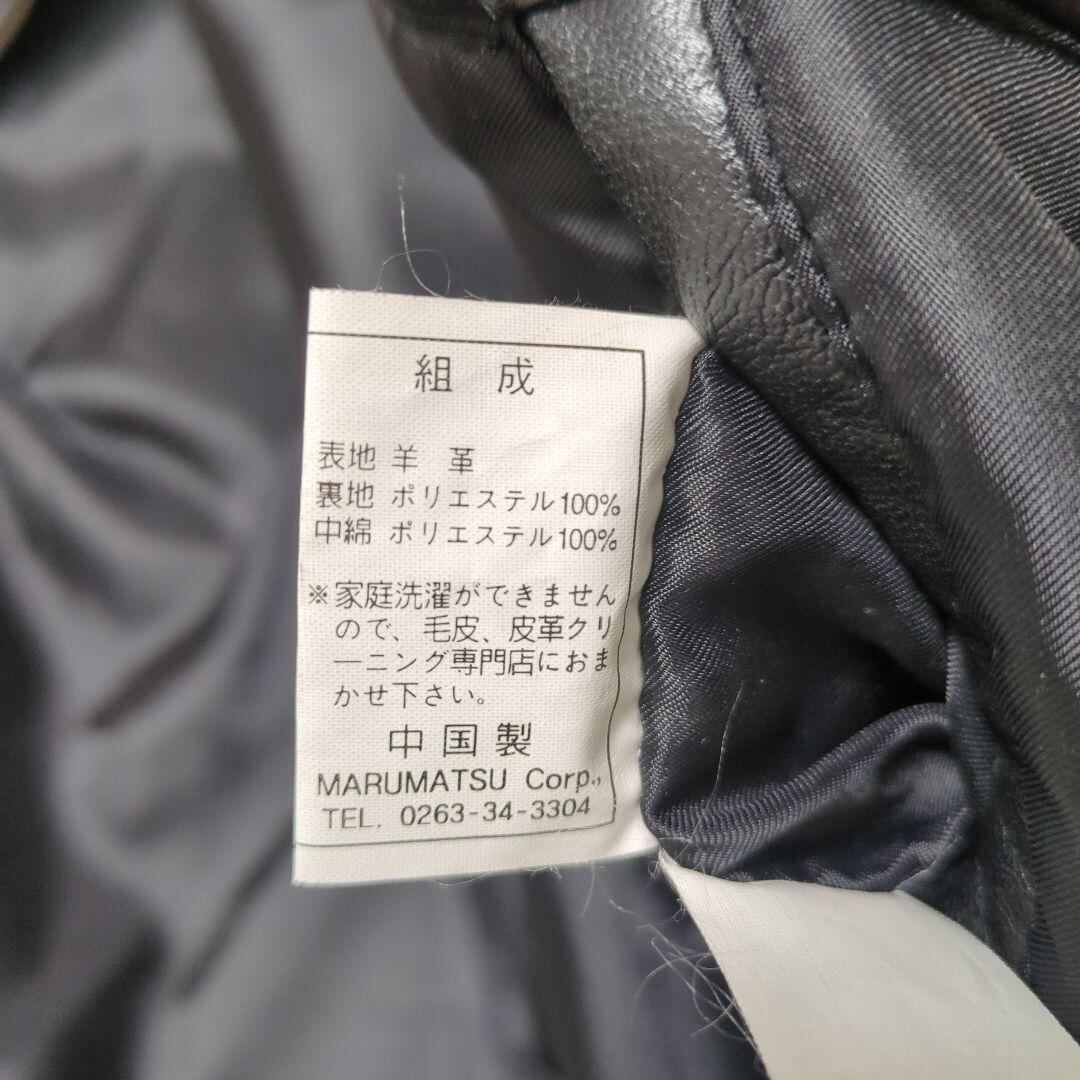 組 成
表地 羊 革
裏地 ポリエステル100%
中綿 ポリエステル100%
※家庭洗濯ができません
ので、毛皮、皮革クリ
ーニング専門店におま
かせ下さい。
中国製
MARUMATSU Corp.,
TEL. 0263-34-3304